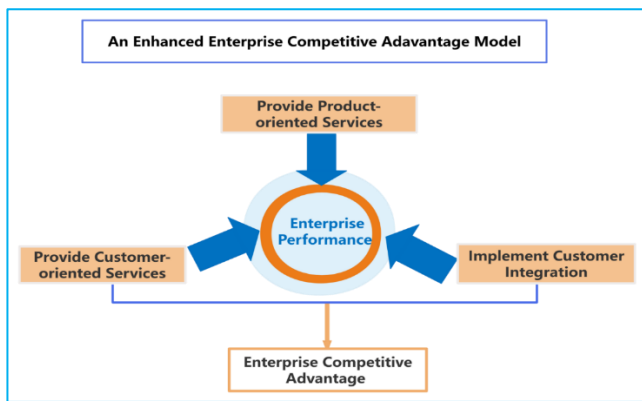 An Enhanced Enterprise Competitive Adavantage Model
Provide Product-
oriented Services
Enterprise
Performance
Provide Customer-
oriented Services
Implement Customer
Integration
Enterprise Competitive
Advantage